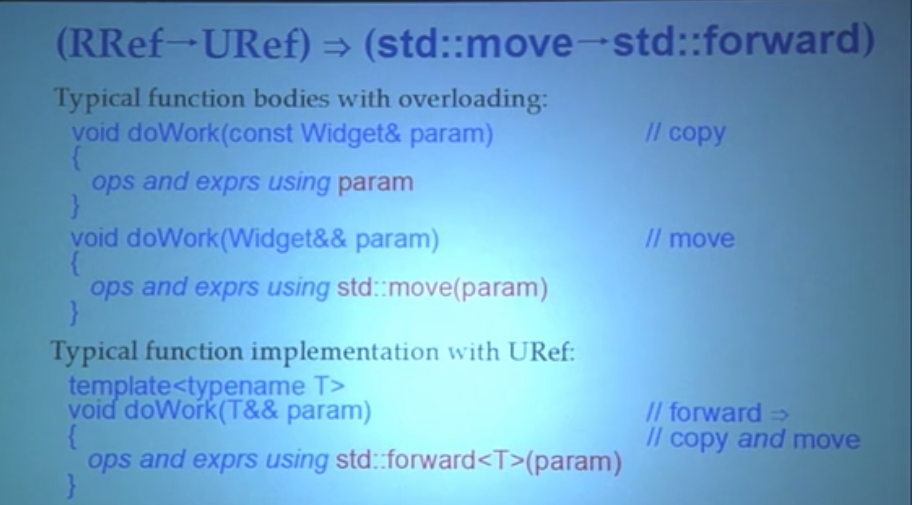 (RRef→URef) ⇒ (std::move→std::forward)
Typical function bodies with overloading:
void doWork(const Widget& param) // copy
{
ops and exprs using param
}
void doWork(Widget&& param) // move
{
ops and exprs using std::move(param)
}
Typical function implementation with URef:
template<typename T>
void doWork(T&& param) // forward ⇒
{ // copy and move
ops and exprs using std::forward<T>(param)
}